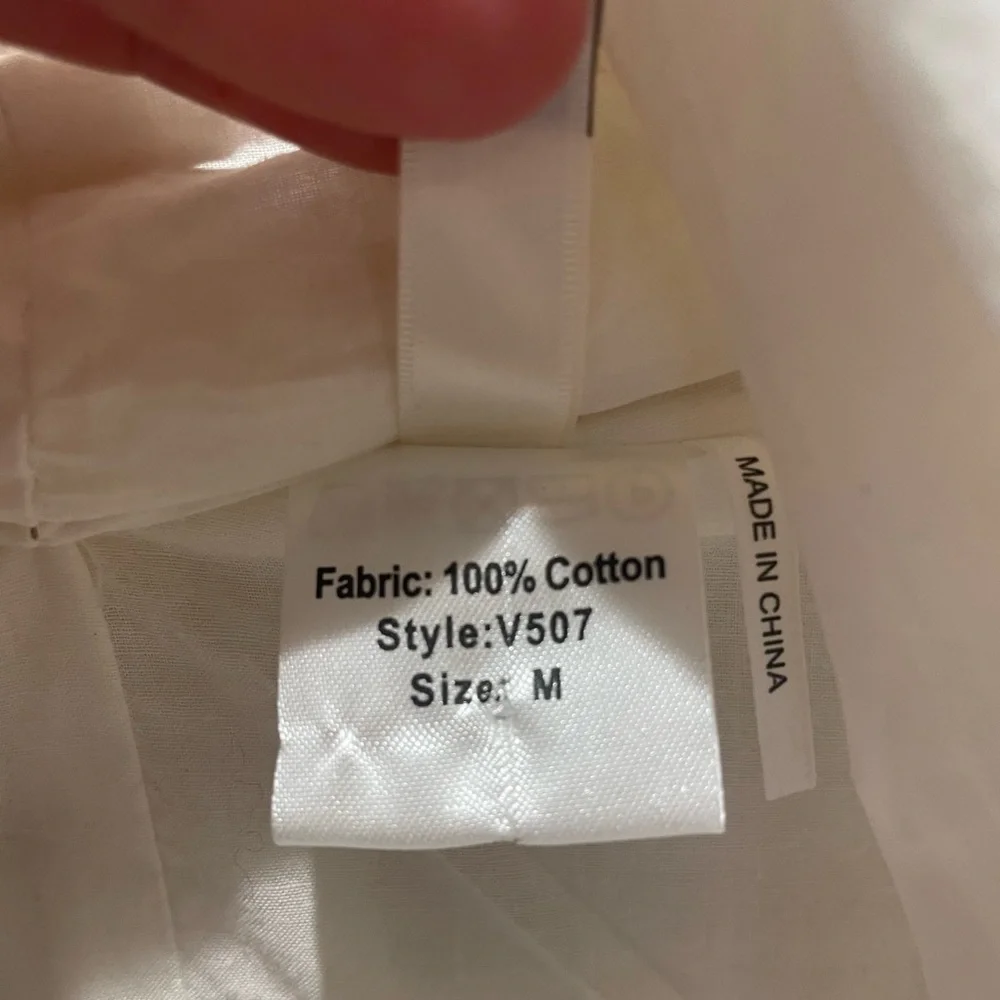 Fabric: 100% Cotton
Style:V507
Size: M
MADE IN CHINA